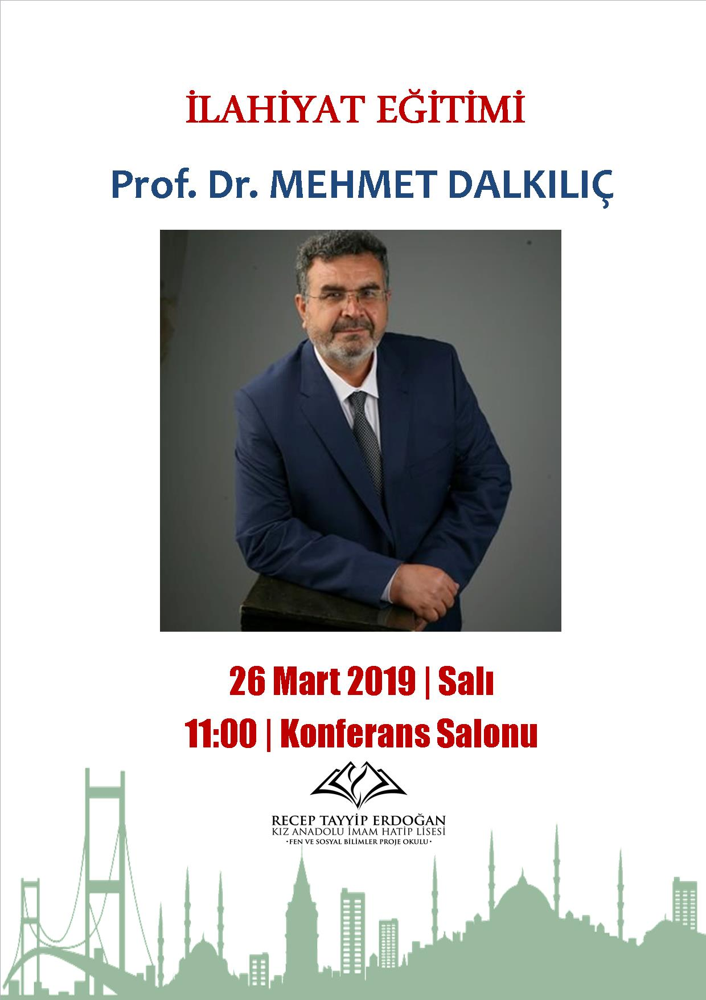 İLAHİYAT EĞİTİMİ
Prof. Dr. MEHMET DALKILIÇ
26 Mart 2019 | Salı
11:00 | Konferans Salonu
RECEP TAYYİP ERDOĞAN
KIZ ANADOLU İMAM HATİP LİSESİ
•FEN VE SOSYAL BİLİMLER PROJE OKULU•